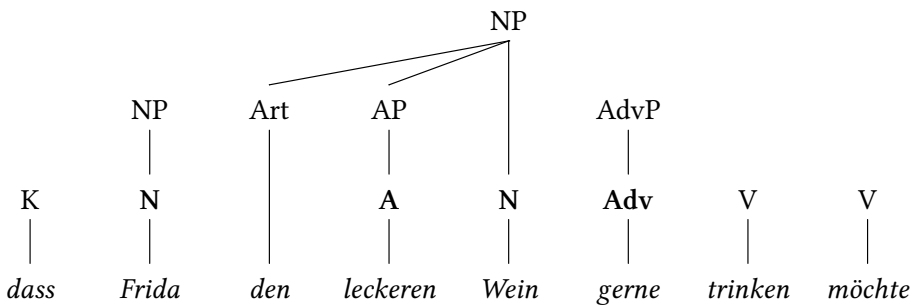 NP
NP Art AP AdvP
K N A N Adv V V
dass Frida den leckeren Wein gerne trinken möchte